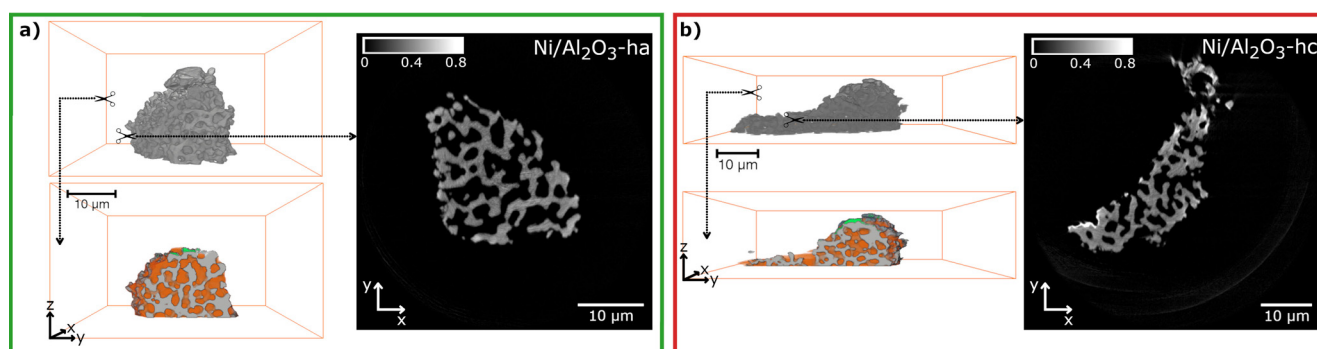 a)
10 µm
z
x
y
0 0.4 0.8
Ni/Al₂O₃-ha
y
x
10 µm
b)
10 µm
z
x
y
0 0.4 0.8
Ni/Al₂O₃-hc
y
x
10 µm